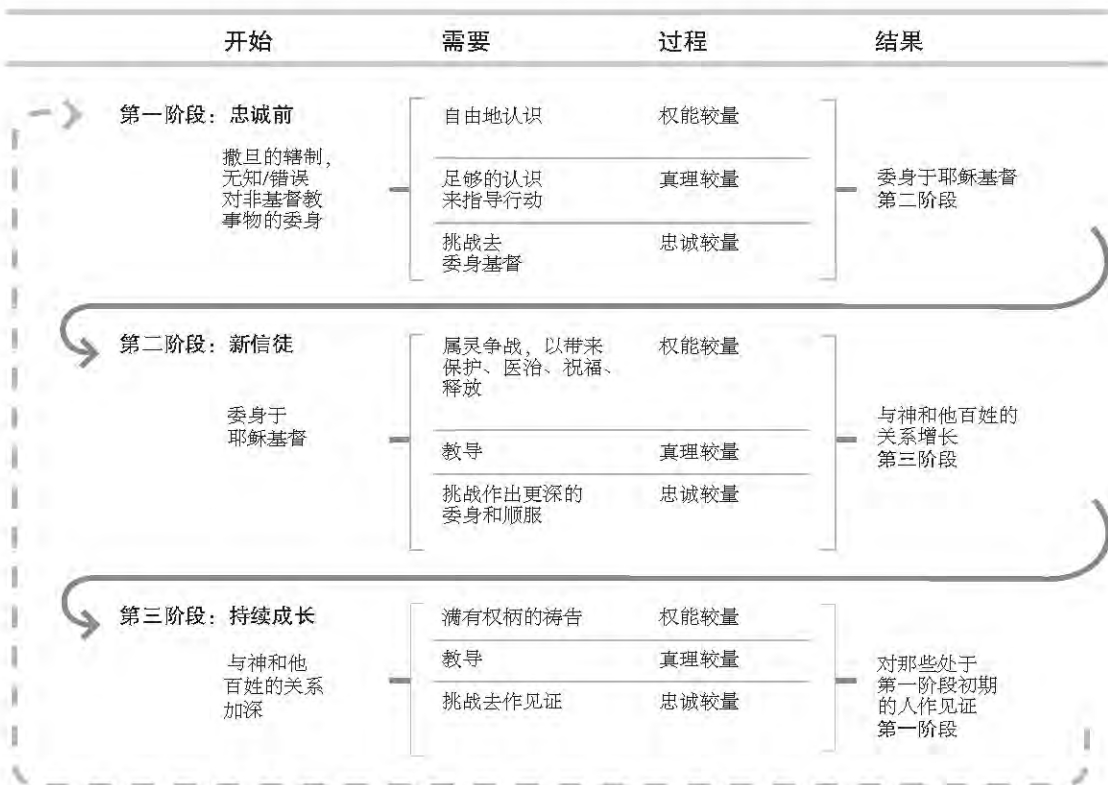 开始 需要 过程 结果
第一阶段：忠诚前
撒旦的辖制，
无知/错误
对非基督教
事物的委身
自由地认识 权能较量
足够的认识 真理较量
来指导行动
挑战去 忠诚较量
委身基督
委身于耶稣基督
第二阶段
第二阶段：新信徒
委身于
耶稣基督
属灵争战，以带来 权能较量
保护、医治、祝福、
释放
教导 真理较量
挑战作出更深的 忠诚较量
委身和顺服
与神和他百姓的
关系增长
第三阶段
第三阶段：持续成长
与神和他
百姓的关系
加深
满有权柄的祷告 权能较量
教导 真理较量
挑战去作见证 忠诚较量
对那些处于
第一阶段初期
的人作见证
第一阶段